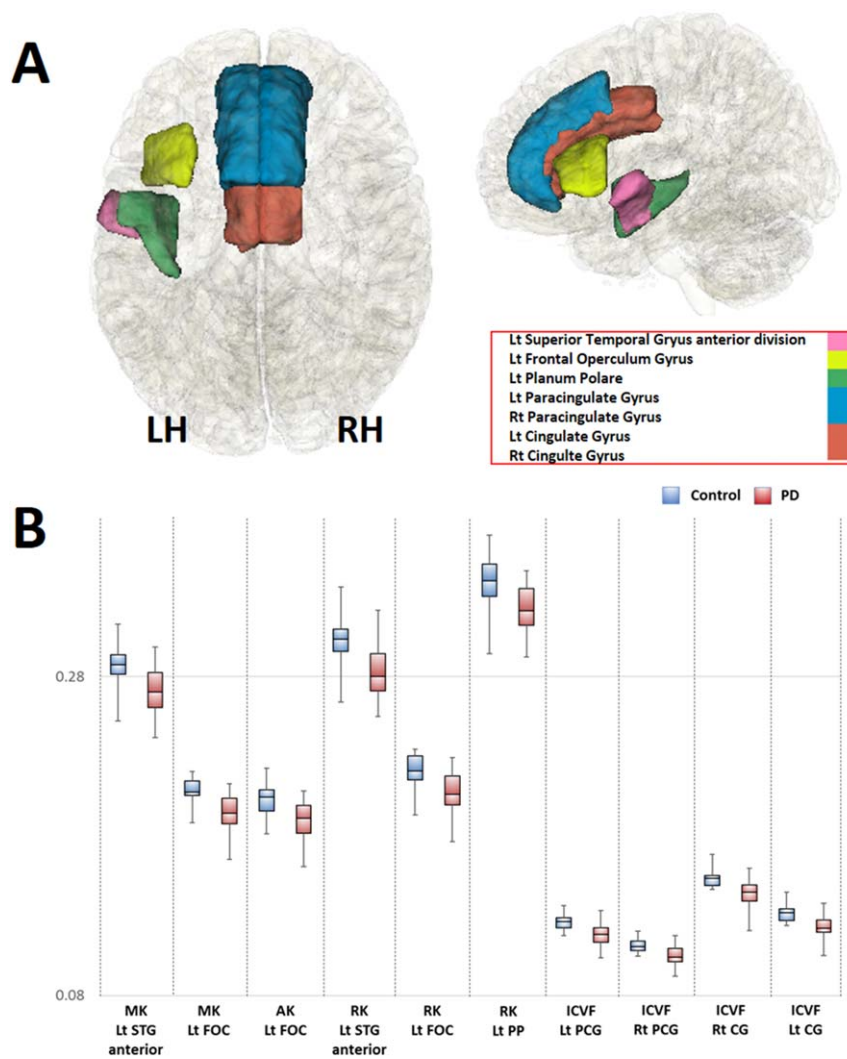 A
LH
RH
Lt Superior Temporal Gryus anterior division
Lt Frontal Operculum Gyrus
Lt Planum Polare
Lt Paracingulate Gyrus
Rt Paracingulate Gyrus
Lt Cingulate Gyrus
Rt Cingulte Gyrus
B
Control
PD
0.28
0.08
MK
Lt STG
anterior
MK
Lt FOC
AK
Lt FOC
RK
Lt STG
anterior
RK
Lt FOC
RK
Lt PP
ICVF
Lt PCG
ICVF
Rt PCG
ICVF
Rt CG
ICVF
Lt CG